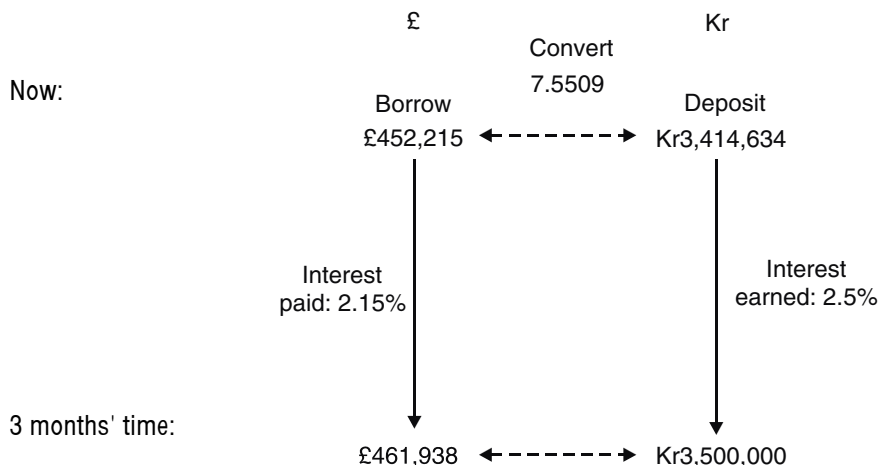 £ Kr
Convert
7.5509
Now:
Borrow Deposit
£452,215 Kr3,414,634
Interest
paid: 2.15%
Interest
earned: 2.5%
3 months' time:
£461,938 Kr3,500,000